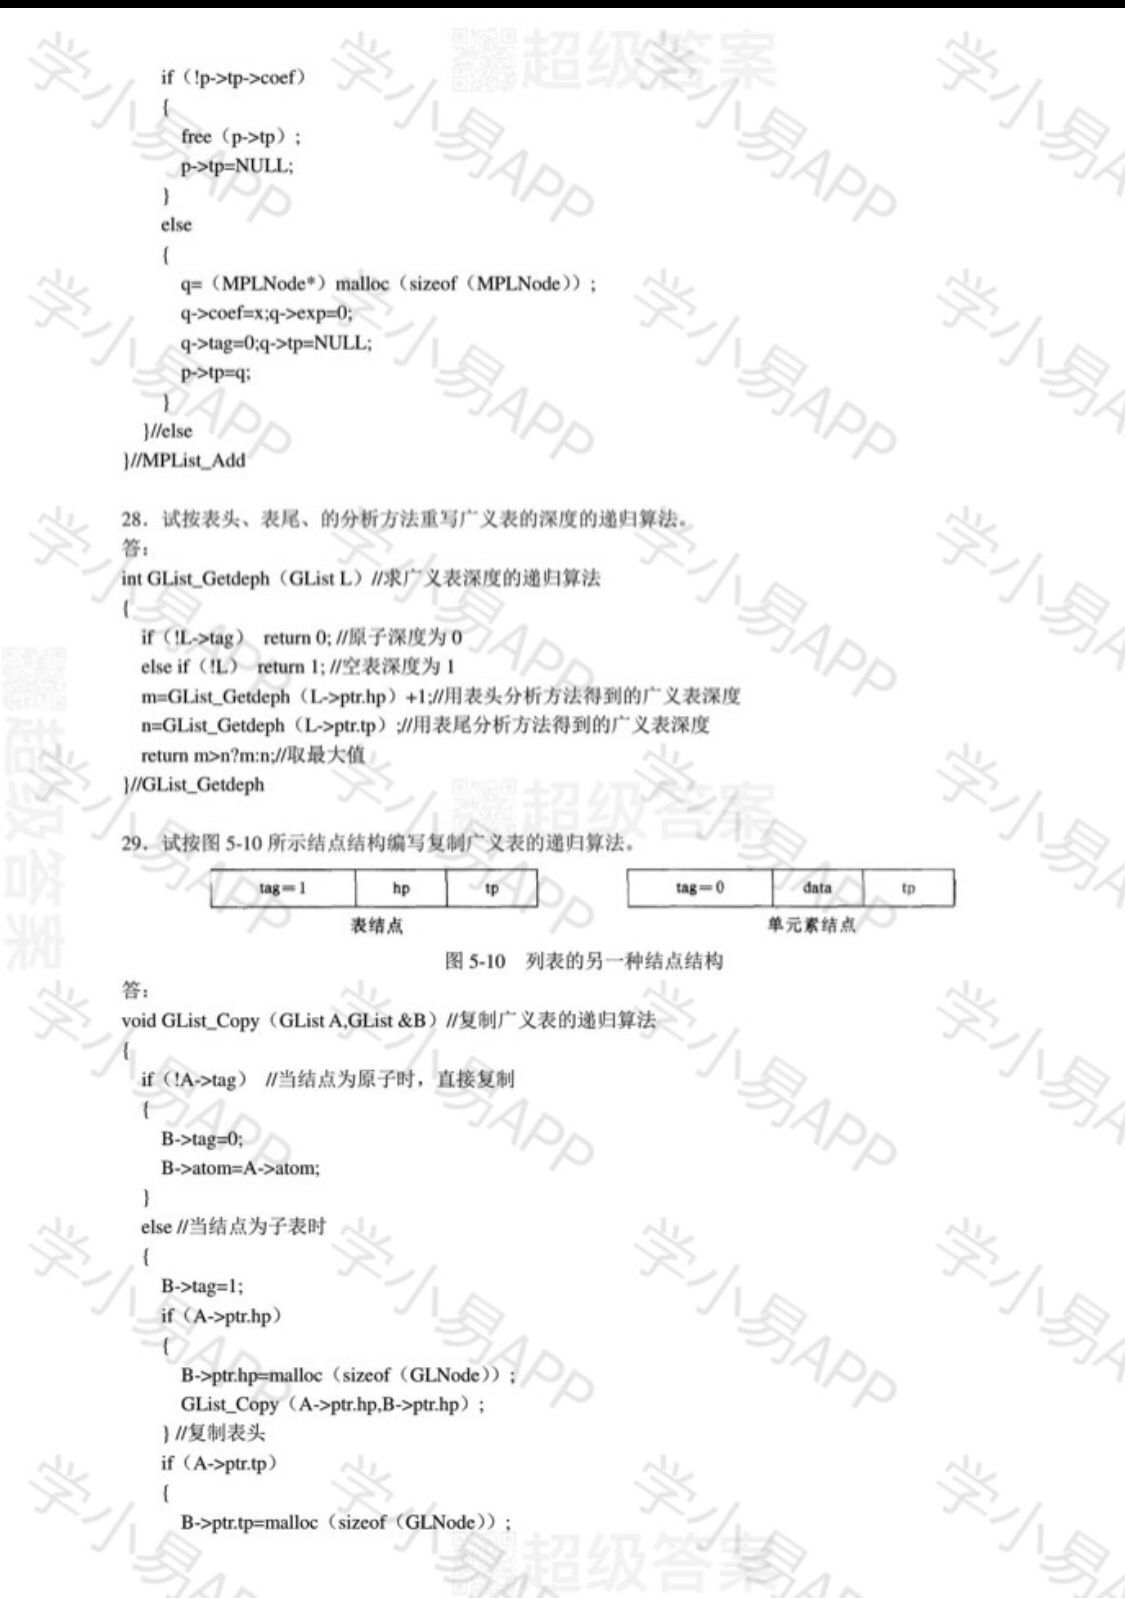 if（!p->tp->coef）
{
free（p->tp）;
p->tp=NULL;
}
else
{
q=（MPLNode*）malloc（sizeof（MPLNode））;
q->coef=x;q->exp=0;
q->tag=0;q->tp=NULL;
p->tp=q;
}
}//else
}//MPList_Add
28．试按表头、表尾、的分析方法重写广义表的深度的递归算法。
答：
int GList_Getdeph（GList L）//求广义表深度的递归算法
{
if（!L->tag） return 0; //原子深度为 0
else if（!L） return 1; //空表深度为 1
m=GList_Getdeph（L->ptr.hp）+1;//用表头分析方法得到的广义表深度
n=GList_Getdeph（L->ptr.tp）;//用表尾分析方法得到的广义表深度
return m>n?m:n;//取最大值
}//GList_Getdeph
29．试按图 5-10 所示结点结构编写复制广义表的递归算法。
tag=1 hp tp tag=0 data tp
表结点 单元素结点
图 5-10 列表的另一种结点结构
答：
void GList_Copy（GList A,GList &B）//复制广义表的递归算法
{
if（!A->tag） //当结点为原子时，直接复制
{
B->tag=0;
B->atom=A->atom;
}
else //当结点为子表时
{
B->tag=1;
if（A->ptr.hp）
{
B->ptr.hp=malloc（sizeof（GLNode））;
GList_Copy（A->ptr.hp,B->ptr.hp）;
} //复制表头
if（A->ptr.tp）
{
B->ptr.tp=malloc（sizeof（GLNode））;
学小易APP
超级答案